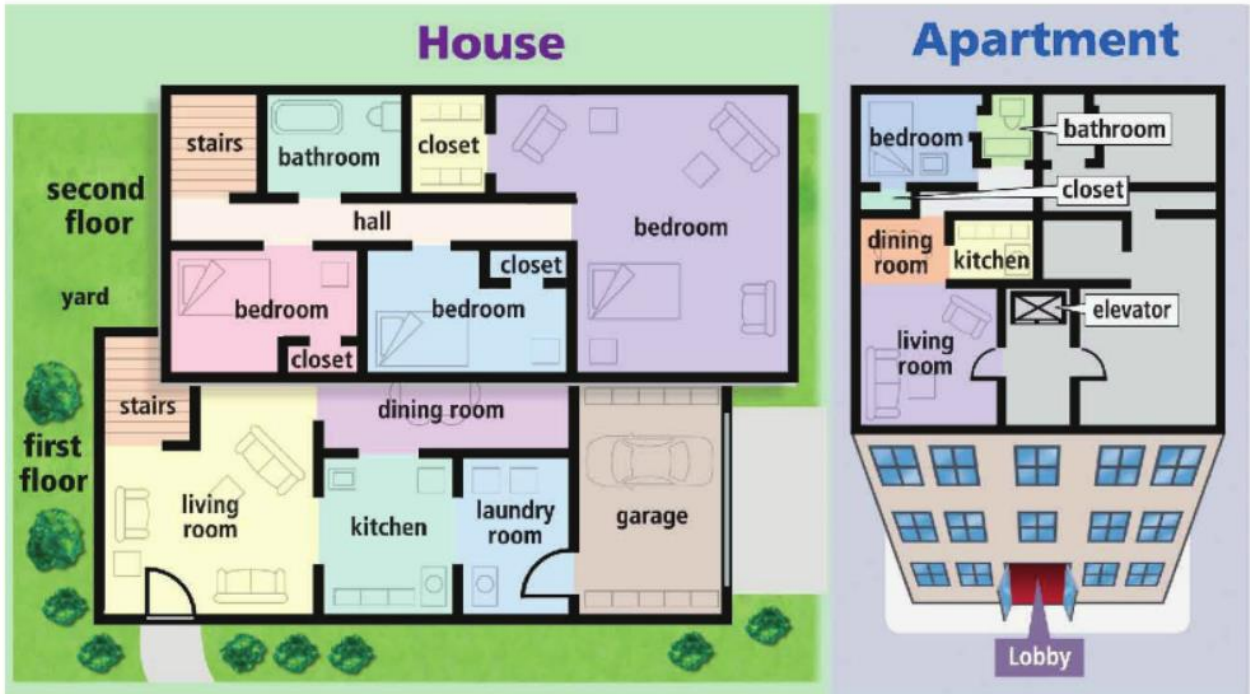 House
stairs
bathroom
closet
second
floor
hall
bedroom
yard
bedroom
bedroom
closet
closet
stairs
dining room
first
floor
living
room
kitchen
laundry
room
garage
Apartment
bedroom
bathroom
closet
dining
room
kitchen
elevator
living
room
Lobby